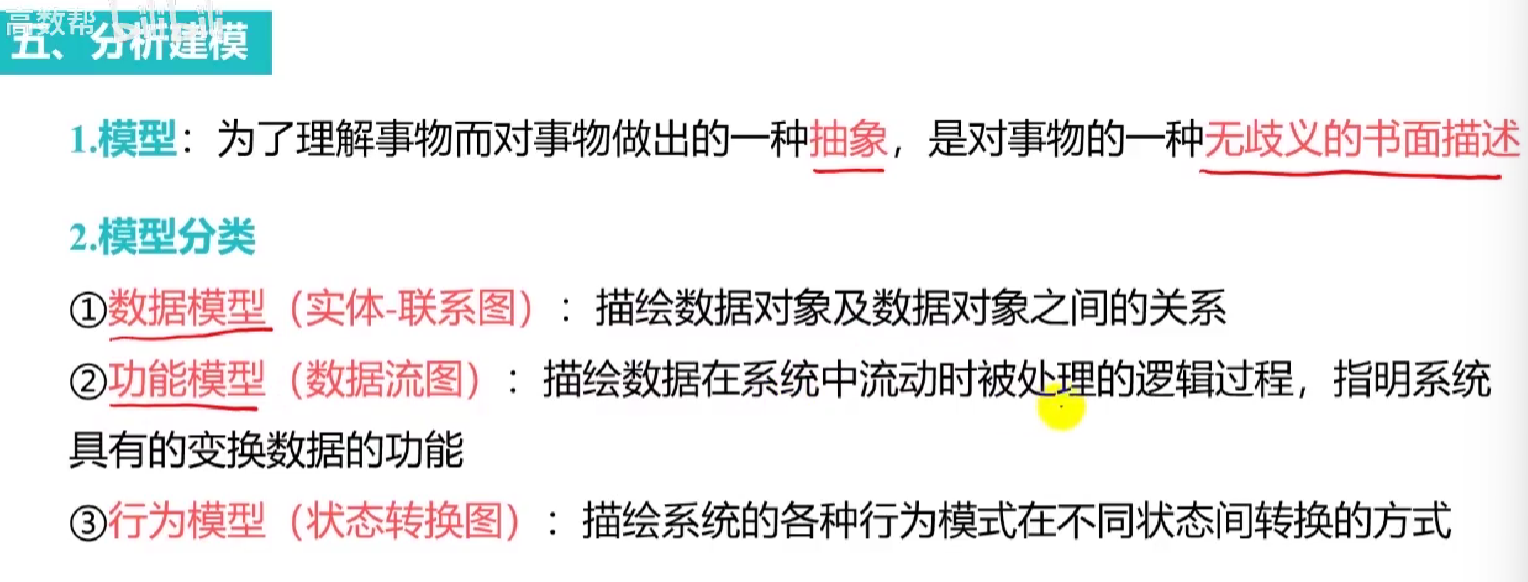 高数帮
五、分析建模
1.模型：为了理解事物而对事物做出的一种抽象，是对事物的一种无歧义的书面描述
2.模型分类
①数据模型（实体-联系图）：描绘数据对象及数据对象之间的关系
②功能模型（数据流图）：描绘数据在系统中流动时被处理的逻辑过程，指明系统
具有的变换数据的功能
③行为模型（状态转换图）：描绘系统的各种行为模式在不同状态间转换的方式